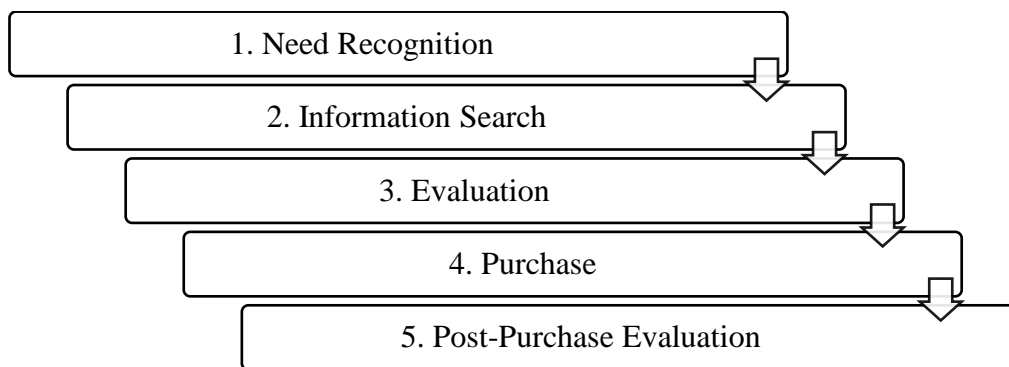 1. Need Recognition
2. Information Search
3. Evaluation
4. Purchase
5. Post-Purchase Evaluation